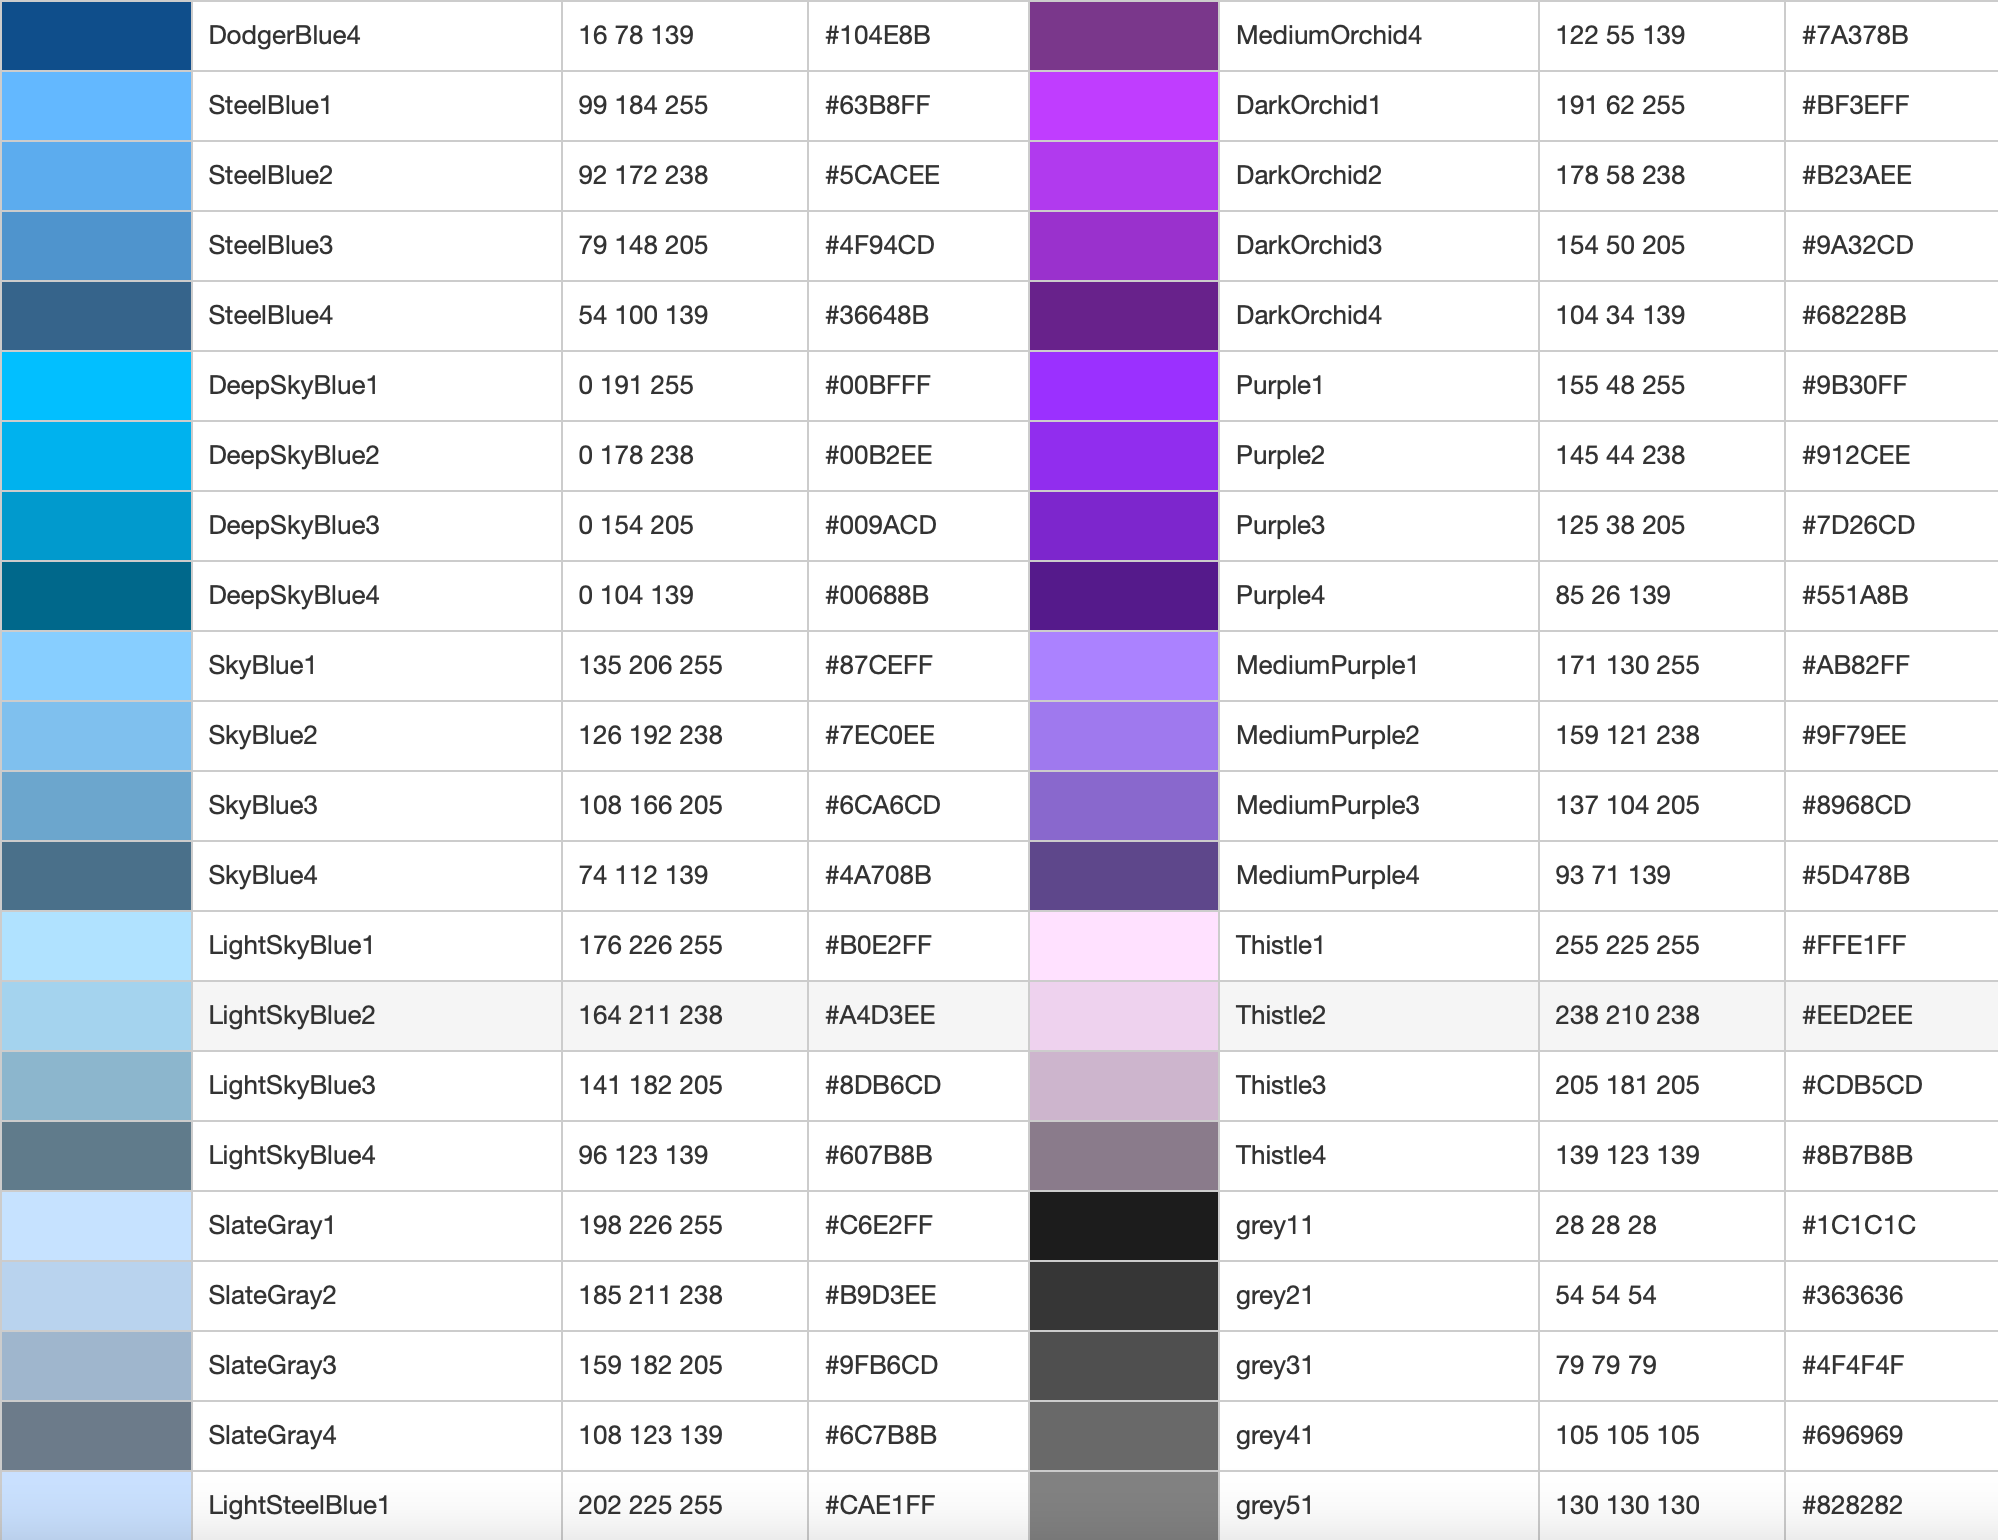 DodgerBlue4 16 78 139 #104E8B MediumOrchid4 122 55 139 #7A378B
SteelBlue1 99 184 255 #63B8FF DarkOrchid1 191 62 255 #BF3EFF
SteelBlue2 92 172 238 #5CACEE DarkOrchid2 178 58 238 #B23AEE
SteelBlue3 79 148 205 #4F94CD DarkOrchid3 154 50 205 #9A32CD
SteelBlue4 54 100 139 #36648B DarkOrchid4 104 34 139 #68228B
DeepSkyBlue1 0 191 255 #00BFFF Purple1 155 48 255 #9B30FF
DeepSkyBlue2 0 178 238 #00B2EE Purple2 145 44 238 #912CEE
DeepSkyBlue3 0 154 205 #009ACD Purple3 125 38 205 #7D26CD
DeepSkyBlue4 0 104 139 #00688B Purple4 85 26 139 #551A8B
SkyBlue1 135 206 255 #87CEFF MediumPurple1 171 130 255 #AB82FF
SkyBlue2 126 192 238 #7EC0EE MediumPurple2 159 121 238 #9F79EE
SkyBlue3 108 166 205 #6CA6CD MediumPurple3 137 104 205 #8968CD
SkyBlue4 74 112 139 #4A708B MediumPurple4 93 71 139 #5D478B
LightSkyBlue1 176 226 255 #B0E2FF Thistle1 255 225 255 #FFE1FF
LightSkyBlue2 164 211 238 #A4D3EE Thistle2 238 210 238 #EED2EE
LightSkyBlue3 141 182 205 #8DB6CD Thistle3 205 181 205 #CDB5CD
LightSkyBlue4 96 123 139 #607B8B Thistle4 139 123 139 #8B7B8B
SlateGray1 198 226 255 #C6E2FF grey11 28 28 28 #1C1C1C
SlateGray2 185 211 238 #B9D3EE grey21 54 54 54 #363636
SlateGray3 159 182 205 #9FB6CD grey31 79 79 79 #4F4F4F
SlateGray4 108 123 139 #6C7B8B grey41 105 105 105 #696969
LightSteelBlue1 202 225 255 #CAE1FF grey51 130 130 130 #828282